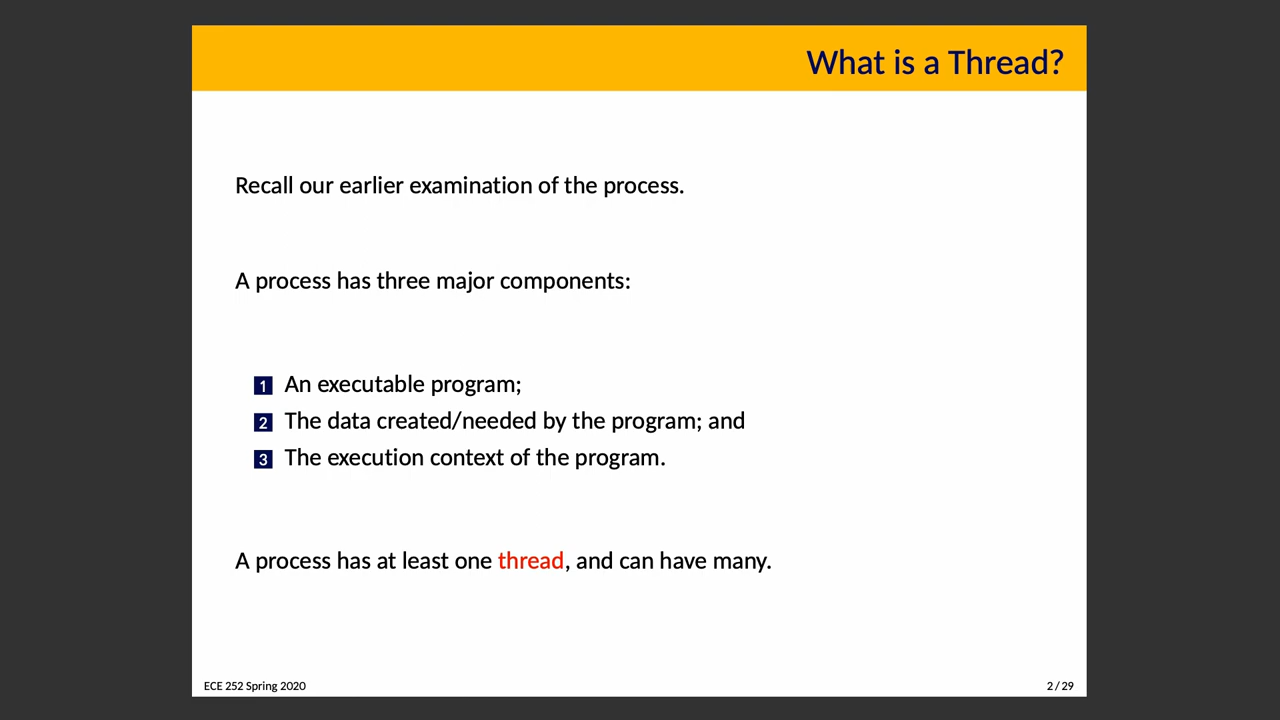 What is a Thread?
Recall our earlier examination of the process.
A process has three major components:
1 An executable program;
2 The data created/needed by the program; and
3 The execution context of the program.
A process has at least one thread, and can have many.
ECE 252 Spring 2020
2 / 29